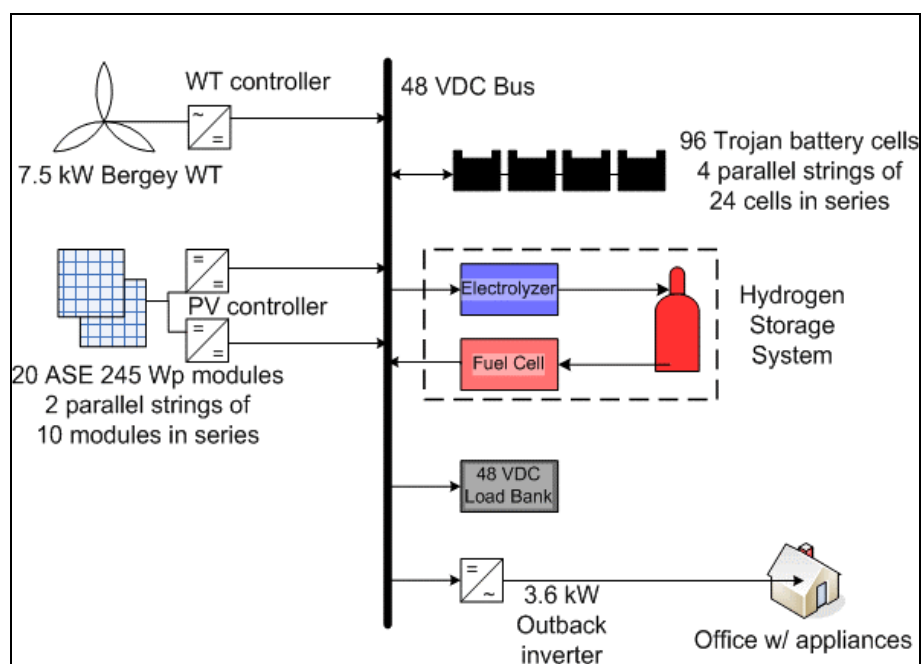 WT controller
48 VDC Bus
7.5 kW Bergey WT
96 Trojan battery cells
4 parallel strings of
24 cells in series
PV controller
20 ASE 245 Wp modules
2 parallel strings of
10 modules in series
Electrolyzer
Fuel Cell
Hydrogen
Storage
System
48 VDC
Load Bank
3.6 kW
Outback
inverter
Office w/ appliances